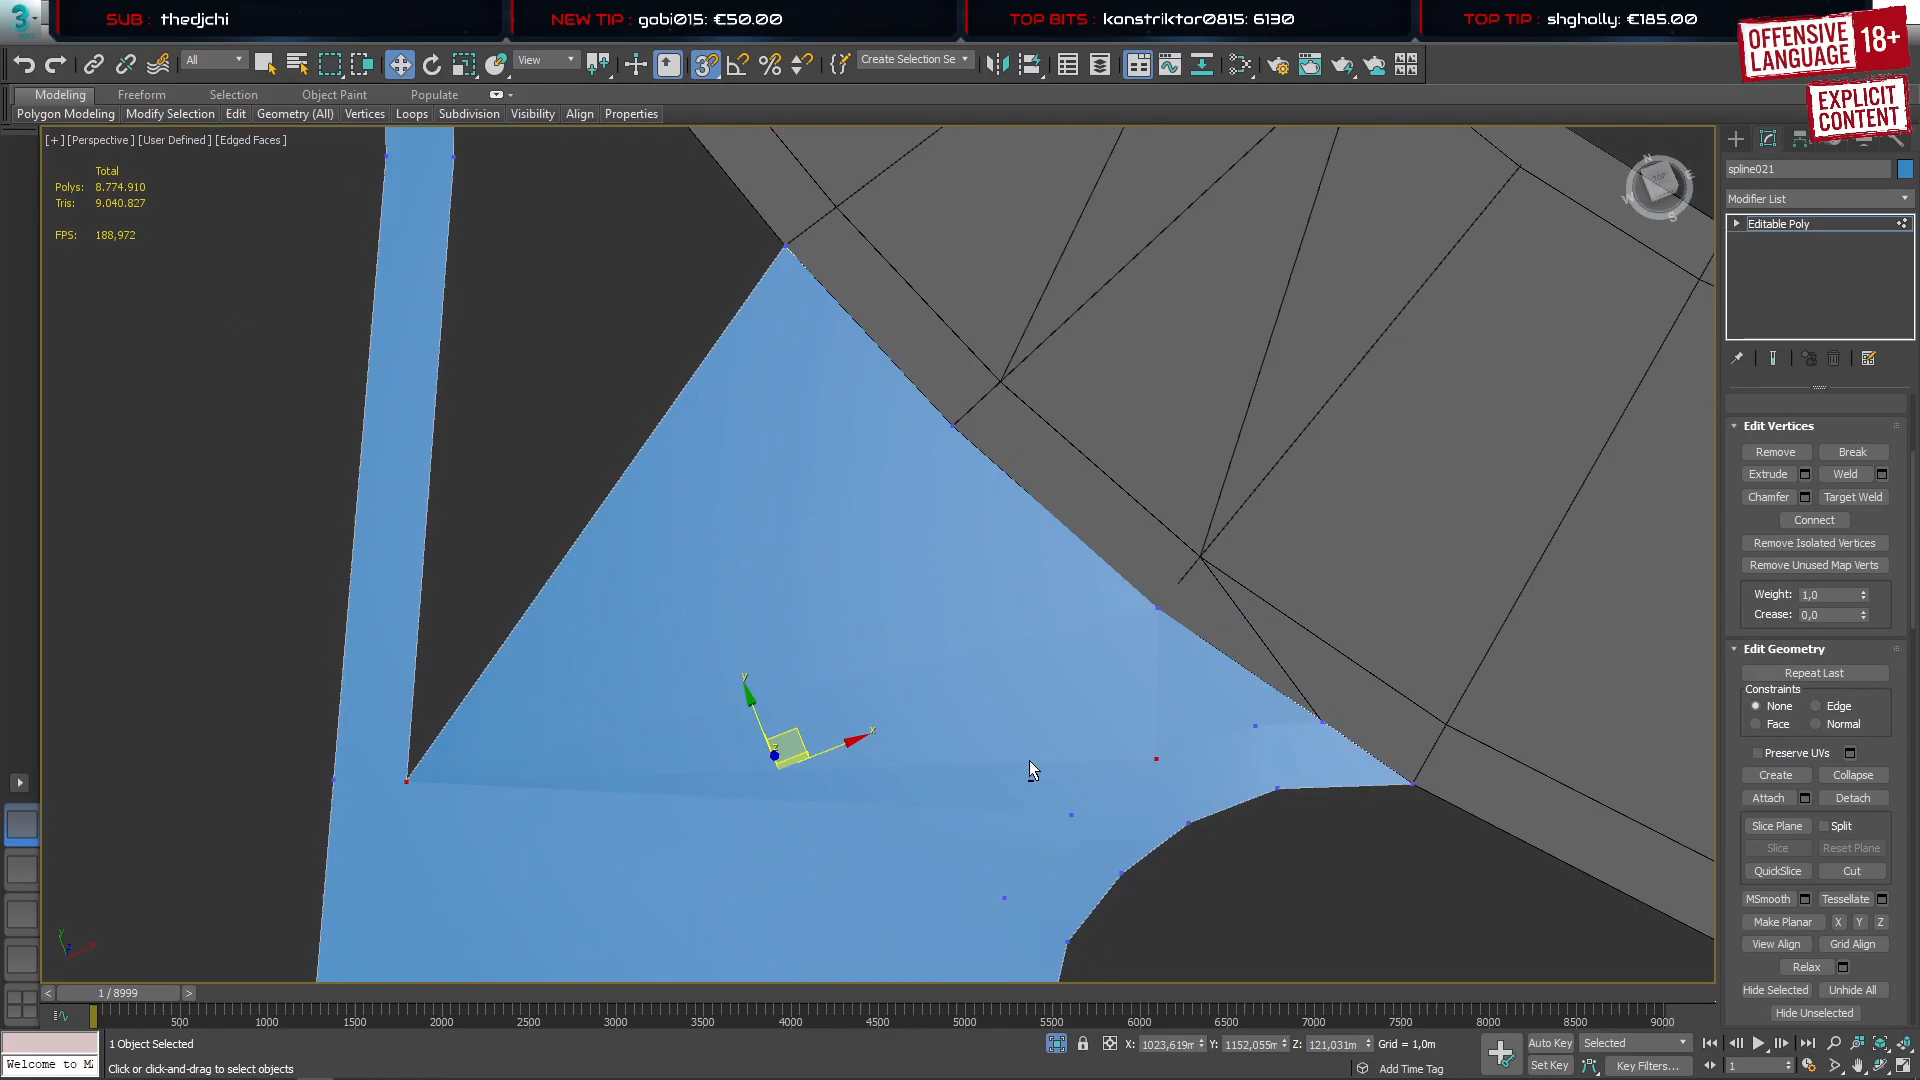 SUB : thedjchi
NEW TIP : gobi015: €50.00
TOP BITS : konstriktor0815: 6130
TOP TIP : shgholly: €185.00
OFFENSIVE LANGUAGE 18+
EXPLICIT CONTENT
All
View
Create Selection Se
Modeling
Freeform
Selection
Object Paint
Populate
Polygon Modeling
Modify Selection
Edit
Geometry (All)
Vertices
Loops
Subdivision
Visibility
Align
Properties
[+] [Perspective] [User Defined] [Edged Faces]
Total
Polys: 8.774.910
Tris: 9.040.827
FPS: 188,972
TOP
N
E
S
W
spline021
Modifier List
Editable Poly
Edit Vertices
Remove
Break
Extrude
Weld
Chamfer
Target Weld
Connect
Remove Isolated Vertices
Remove Unused Map Verts
Weight: 1,0
Crease: 0,0
Edit Geometry
Repeat Last
Constraints
None
Edge
Face
Normal
Preserve UVs
Create
Collapse
Attach
Detach
Slice Plane
Split
Slice
Reset Plane
QuickSlice
Cut
MSmooth
Tessellate
Make Planar
X
Y
Z
View Align
Grid Align
Relax
Hide Selected
Unhide All
Hide Unselected
y
x
z
< 1 / 8999 >
500 1000 1500 2000 2500 3000 3500 4000 4500 5000 5500 6000 6500 7000 7500 8000 8500 9000
1 Object Selected
X: 1023,619m
Y: 1152,055m
Z: 121,031m
Grid = 1,0m
Auto Key
Selected
Welcome to M
Click or click-and-drag to select objects
Add Time Tag
Set Key
Key Filters...
1